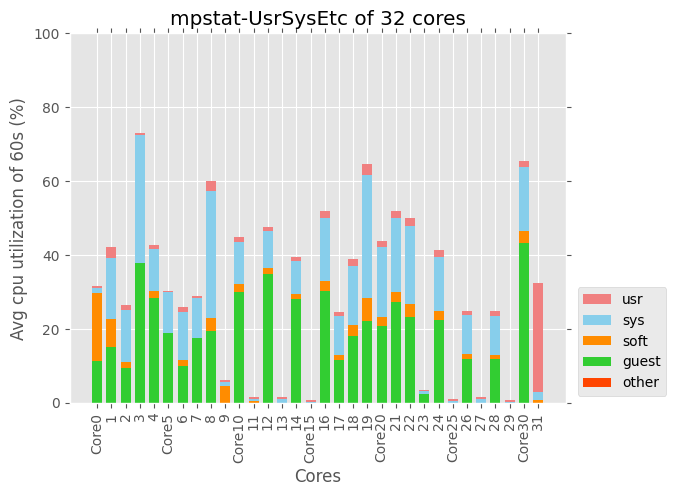 mpstat-UsrSysEtc of 32 cores
Avg cpu utilization of 60s (%)
100
80
60
40
20
0
usr
sys
soft
guest
other
Core0
1
2
3
4
Core5
6
7
8
9
Core10
11
12
13
14
Core15
16
17
18
19
Core20
21
22
23
24
Core25
26
27
28
29
Core30
31
Cores